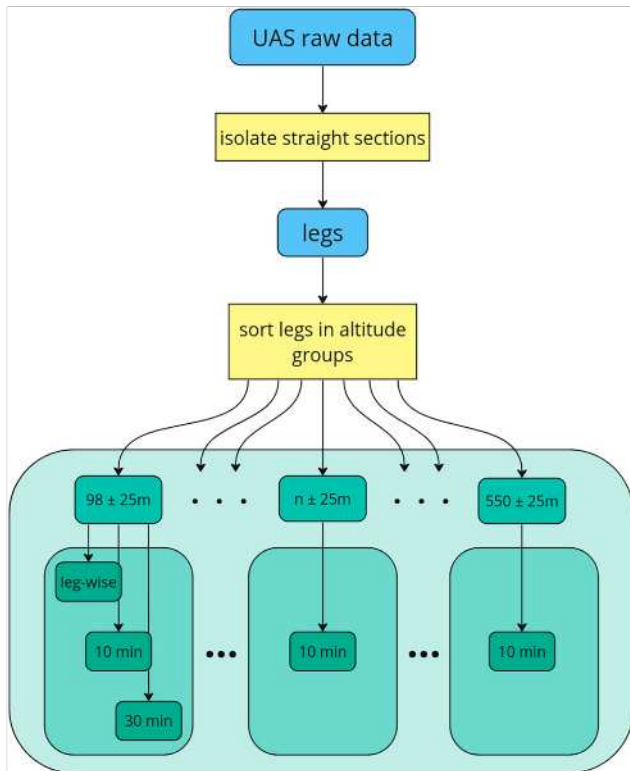 UAS raw data
isolate straight sections
legs
sort legs in altitude
groups
98 ± 25m
. . .
n ± 25m
. . .
550 ± 25m
leg-wise
10 min
•••
10 min
•••
10 min
30 min